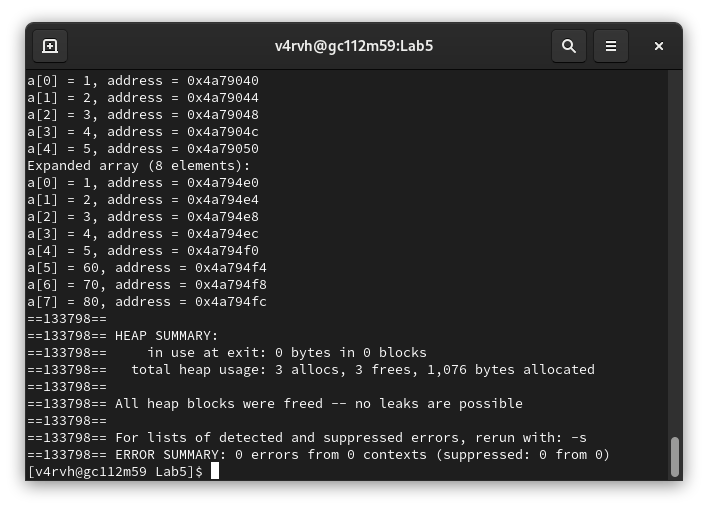 v4rvh@gc112m59:Lab5
a[0] = 1, address = 0x4a79040
a[1] = 2, address = 0x4a79044
a[2] = 3, address = 0x4a79048
a[3] = 4, address = 0x4a7904c
a[4] = 5, address = 0x4a79050
Expanded array (8 elements):
a[0] = 1, address = 0x4a794e0
a[1] = 2, address = 0x4a794e4
a[2] = 3, address = 0x4a794e8
a[3] = 4, address = 0x4a794ec
a[4] = 5, address = 0x4a794f0
a[5] = 60, address = 0x4a794f4
a[6] = 70, address = 0x4a794f8
a[7] = 80, address = 0x4a794fc
==133798==
==133798== HEAP SUMMARY:
==133798==     in use at exit: 0 bytes in 0 blocks
==133798==   total heap usage: 3 allocs, 3 frees, 1,076 bytes allocated
==133798==
==133798== All heap blocks were freed -- no leaks are possible
==133798==
==133798== For lists of detected and suppressed errors, rerun with: -s
==133798== ERROR SUMMARY: 0 errors from 0 contexts (suppressed: 0 from 0)
[v4rvh@gc112m59 Lab5]$